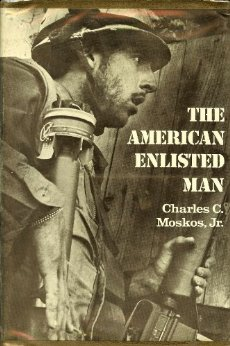 THE
AMERICAN
ENLISTED
MAN
Charles C.
Moskos, Jr.